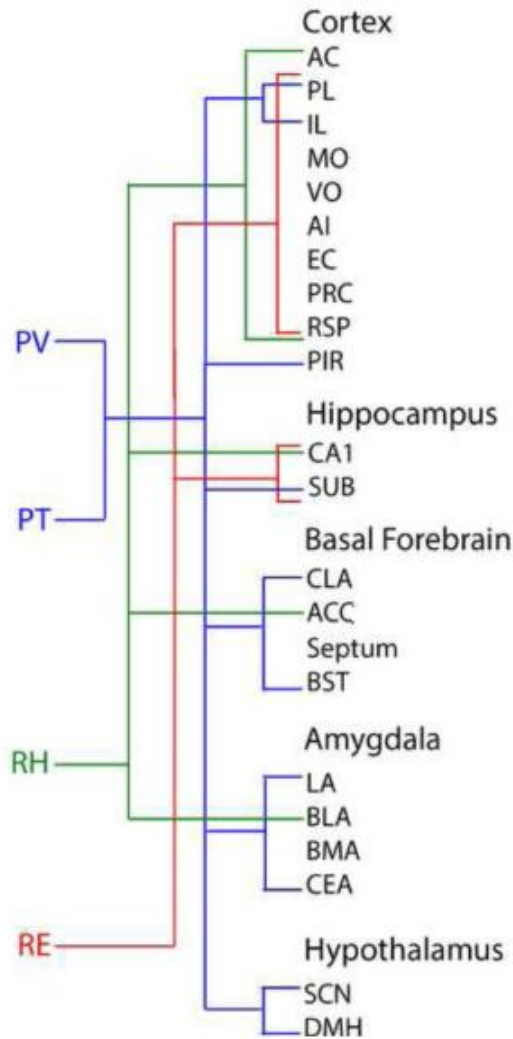 Cortex
AC
PL
IL
MO
VO
AI
EC
PRC
RSP
PV
PIR
Hippocampus
CA1
SUB
PT
Basal Forebrain
CLA
ACC
Septum
BST
Amygdala
RH
LA
BLA
BMA
CEA
RE
Hypothalamus
SCN
DMH